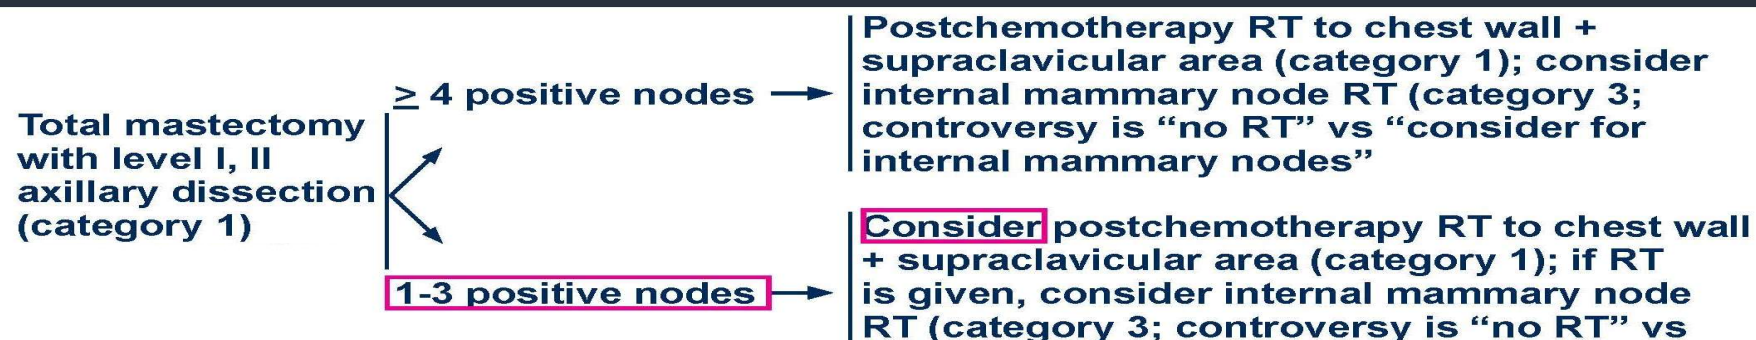 Total mastectomy
with level I, II
axillary dissection
(category 1)
≥ 4 positive nodes
Postchemotherapy RT to chest wall +
supraclavicular area (category 1); consider
internal mammary node RT (category 3;
controversy is “no RT” vs “consider for
internal mammary nodes”
1-3 positive nodes
Consider postchemotherapy RT to chest wall
+ supraclavicular area (category 1); if RT
is given, consider internal mammary node
RT (category 3; controversy is “no RT” vs